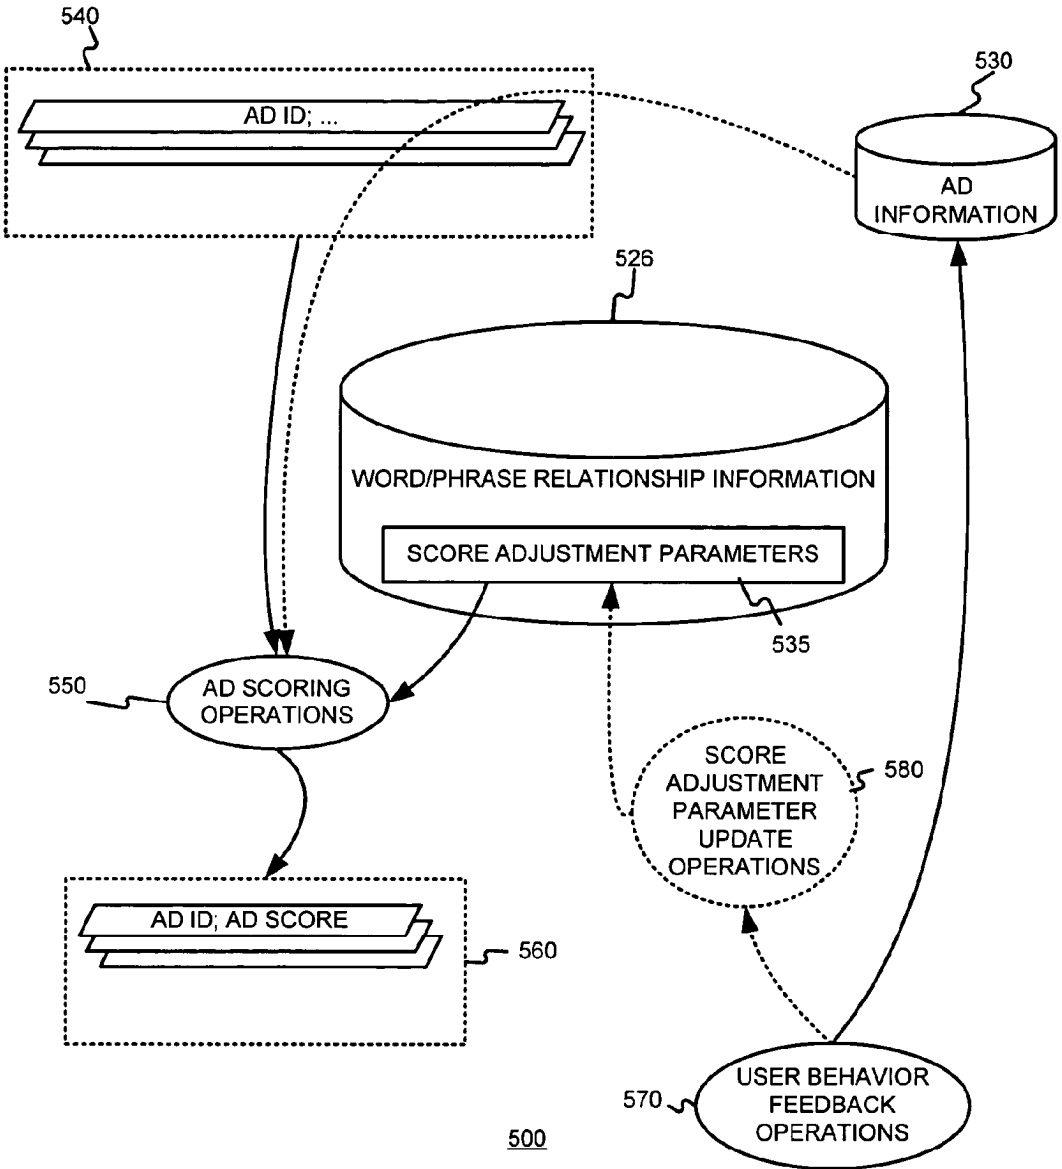 540
530
AD ID; ...
AD
INFORMATION
526
WORD/PHRASE RELATIONSHIP INFORMATION
SCORE ADJUSTMENT PARAMETERS
535
550
AD SCORING
OPERATIONS
SCORE
ADJUSTMENT
PARAMETER
UPDATE
OPERATIONS
580
AD ID; AD SCORE
560
570
USER BEHAVIOR
FEEDBACK
OPERATIONS
500